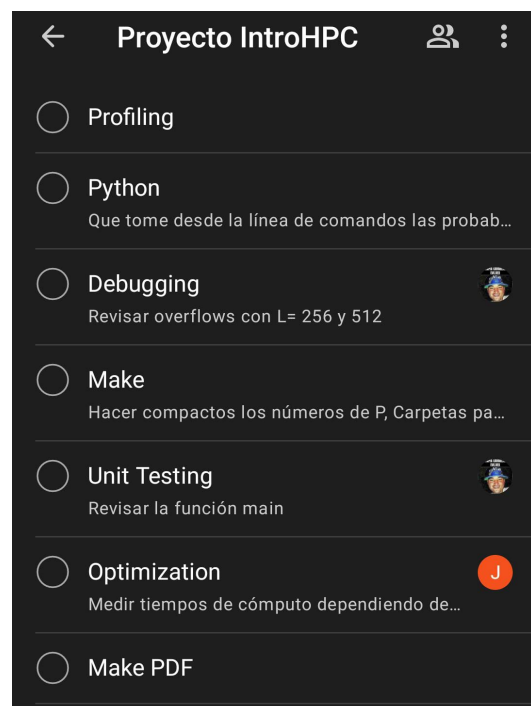 Proyecto IntroHPC
Profiling
Python
Que tome desde la línea de comandos las probab...
Debugging
Revisar overflows con L= 256 y 512
Make
Hacer compactos los números de P, Carpetas pa...
Unit Testing
Revisar la función main
Optimization
J
Medir tiempos de cómputo dependiendo de...
Make PDF